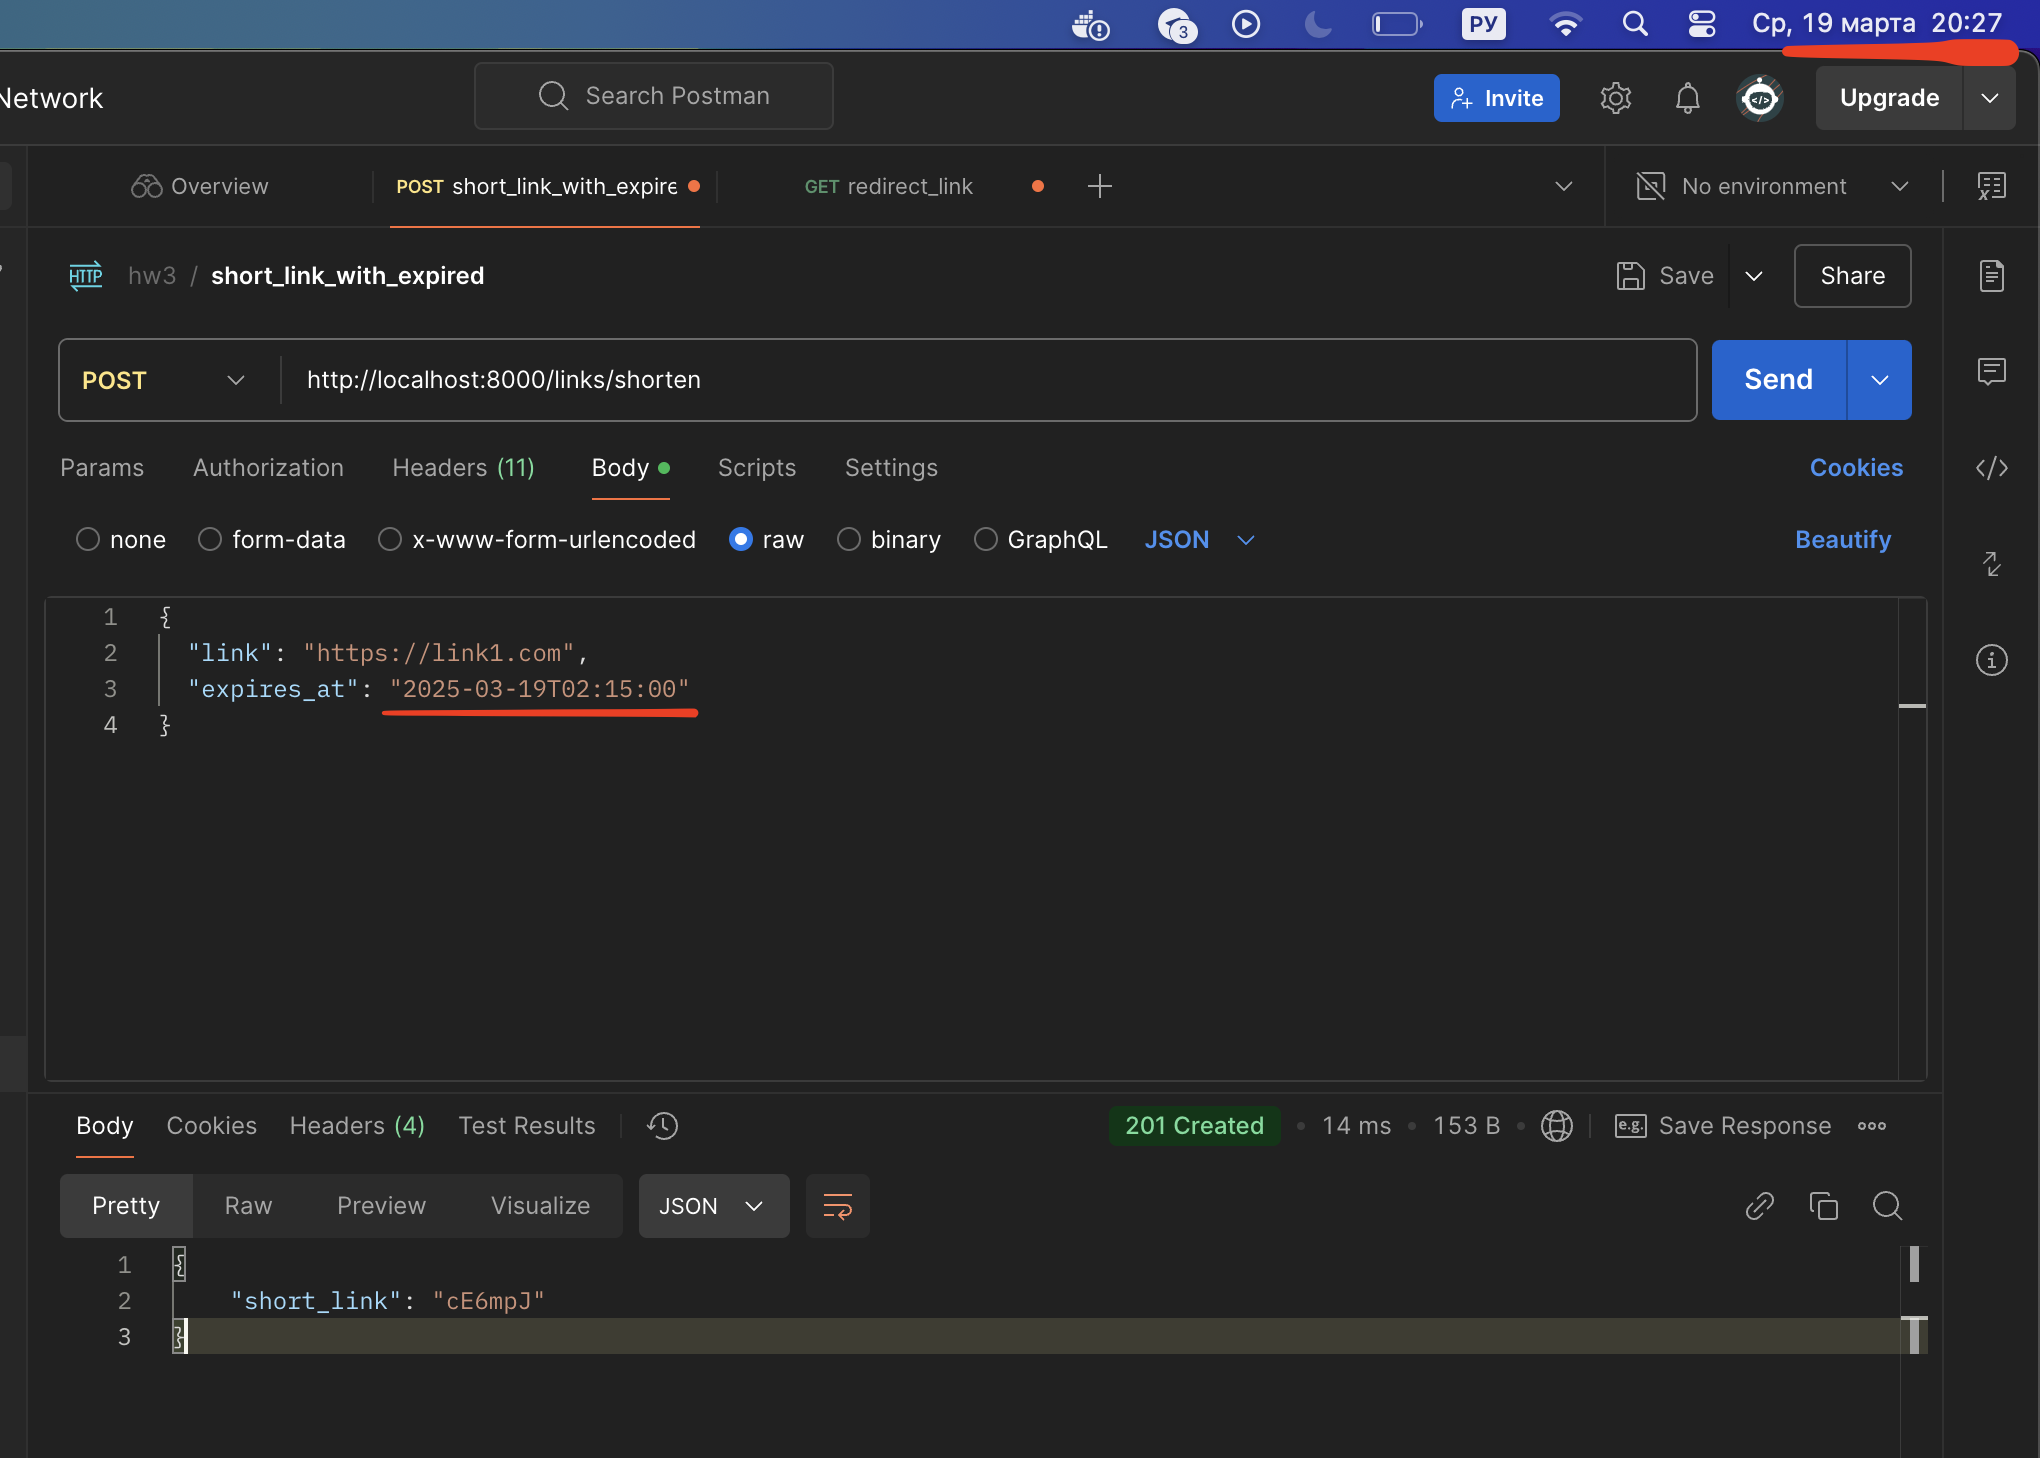 3 РУ Ср, 19 марта 20:27
Network Search Postman Invite Upgrade
Overview POST short_link_with_expire GET redirect_link No environment
HTTP hw3 / short_link_with_expired Save Share
POST http://localhost:8000/links/shorten Send
Params Authorization Headers (11) Body Scripts Settings Cookies
none form-data x-www-form-urlencoded raw binary GraphQL JSON Beautify
1 {
2 "link": "https://link1.com",
3 "expires_at": "2025-03-19T02:15:00"
4 }
Body Cookies Headers (4) Test Results 201 Created • 14 ms • 153 B • e.g. Save Response
Pretty Raw Preview Visualize JSON
1 {
2 "short_link": "cE6mpJ"
3 }